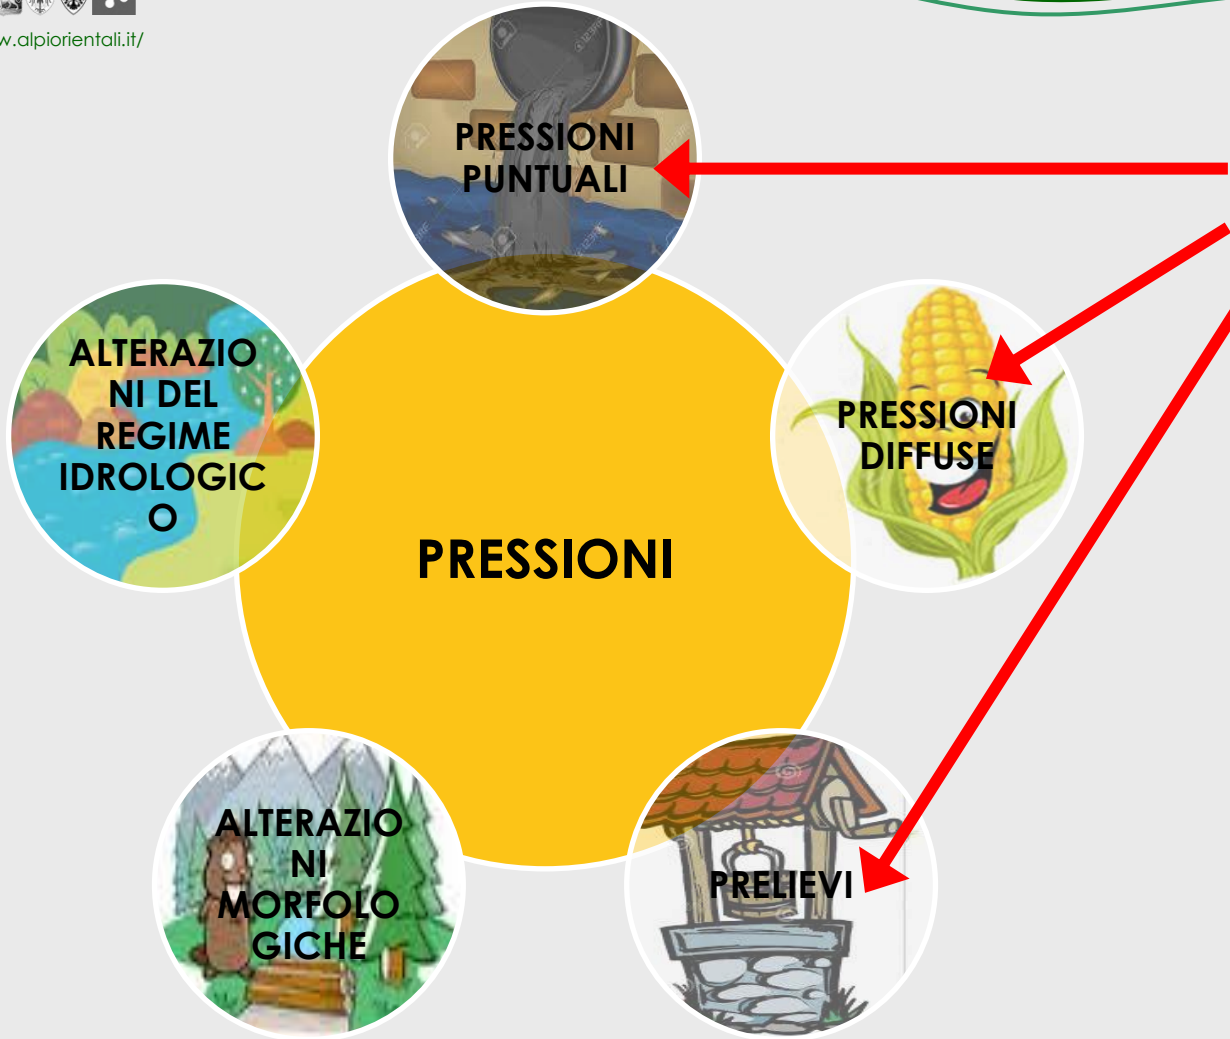 w.alpiorientali.it/
PRESSIONI
PUNTUALI
ALTERAZIO
NI DEL
REGIME
IDROLOGIC
O
PRESSIONI
DIFFUSE
PRESSIONI
ALTERAZIO
NI
MORFOLO
GICHE
PRELIEVI